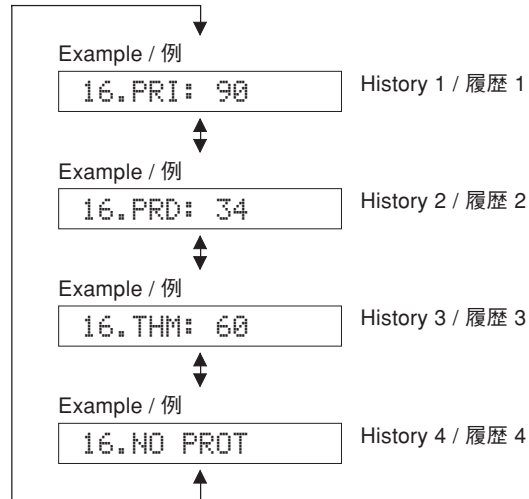 Example / 例
16.PRI: 90
History 1 / 履歴 1
Example / 例
16.PRD: 34
History 2 / 履歴 2
Example / 例
16.THM: 60
History 3 / 履歴 3
Example / 例
16.NO PROT
History 4 / 履歴 4